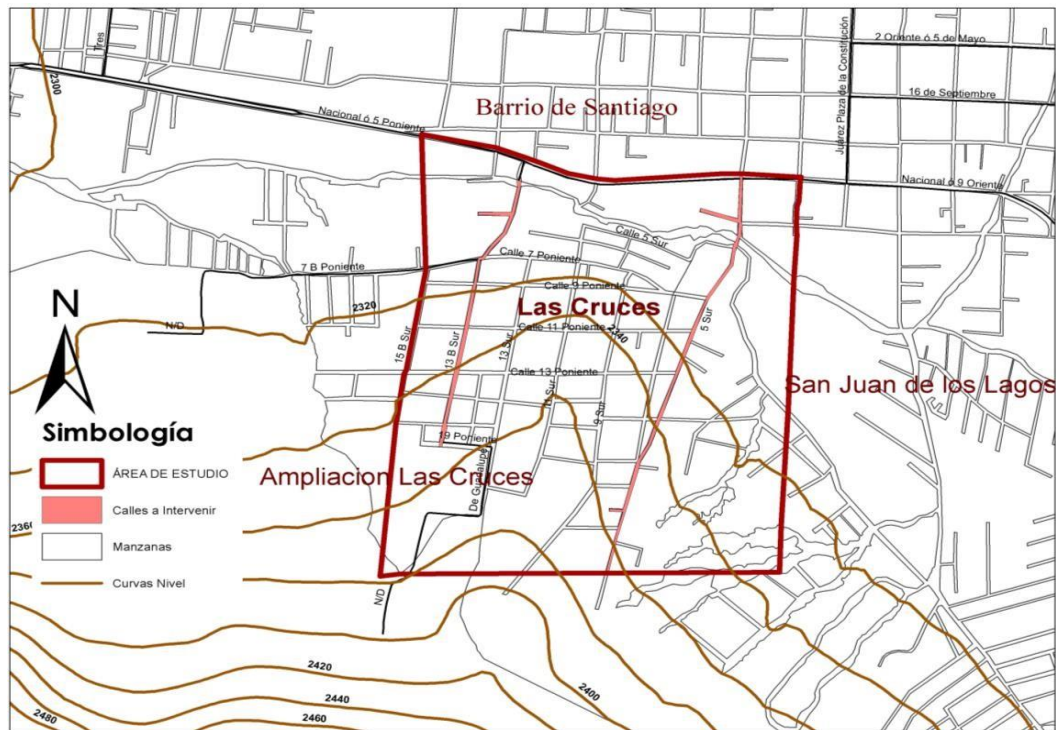 2300
Tres
2 Oriente ó 5 de Mayo
Juárez Plaza de la Constitución
16 de Septiembre
Barrio de Santiago
Nacional ó 5 Poniente
Nacional ó 9 Oriente
Calle 5 Sur
Calle 7 Poniente
7 B Poniente
Calle 9 Poniente
2320
Las Cruces
N
N/D
Calle 11 Poniente
2340
5 Sur
15 B Sur
13 B Sur
13 Sur
Calle 13 Poniente
San Juan de los Lagos
11 Sur
9 Sur
Simbología
19 Poniente
ÁREA DE ESTUDIO
Ampliacion Las Cruces
De Guadalupe
Calles a Intervenir
2360
Manzanas
Curvas Nivel
N/D
2420
2400
2440
2460
2480